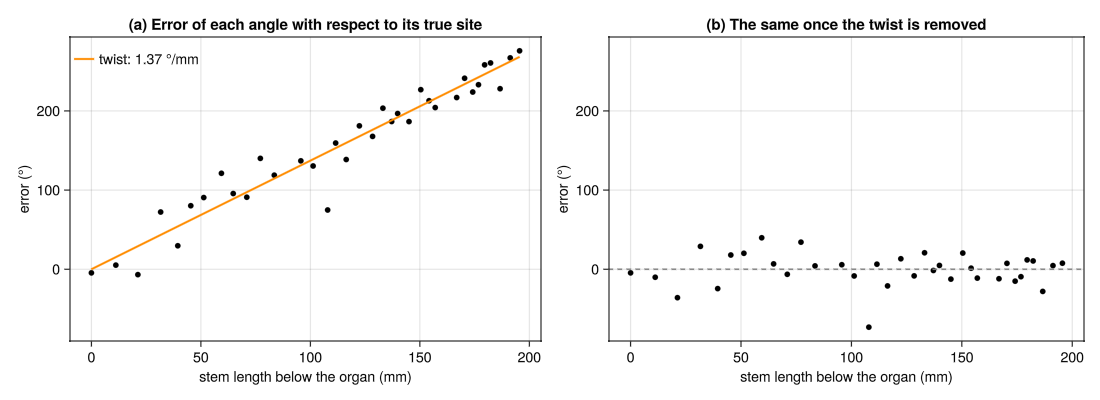 (a) Error of each angle with respect to its true site
twist: 1.37 °/mm
error (°)
200
100
0
0 50 100 150 200
stem length below the organ (mm)
(b) The same once the twist is removed
error (°)
200
100
0
0 50 100 150 200
stem length below the organ (mm)